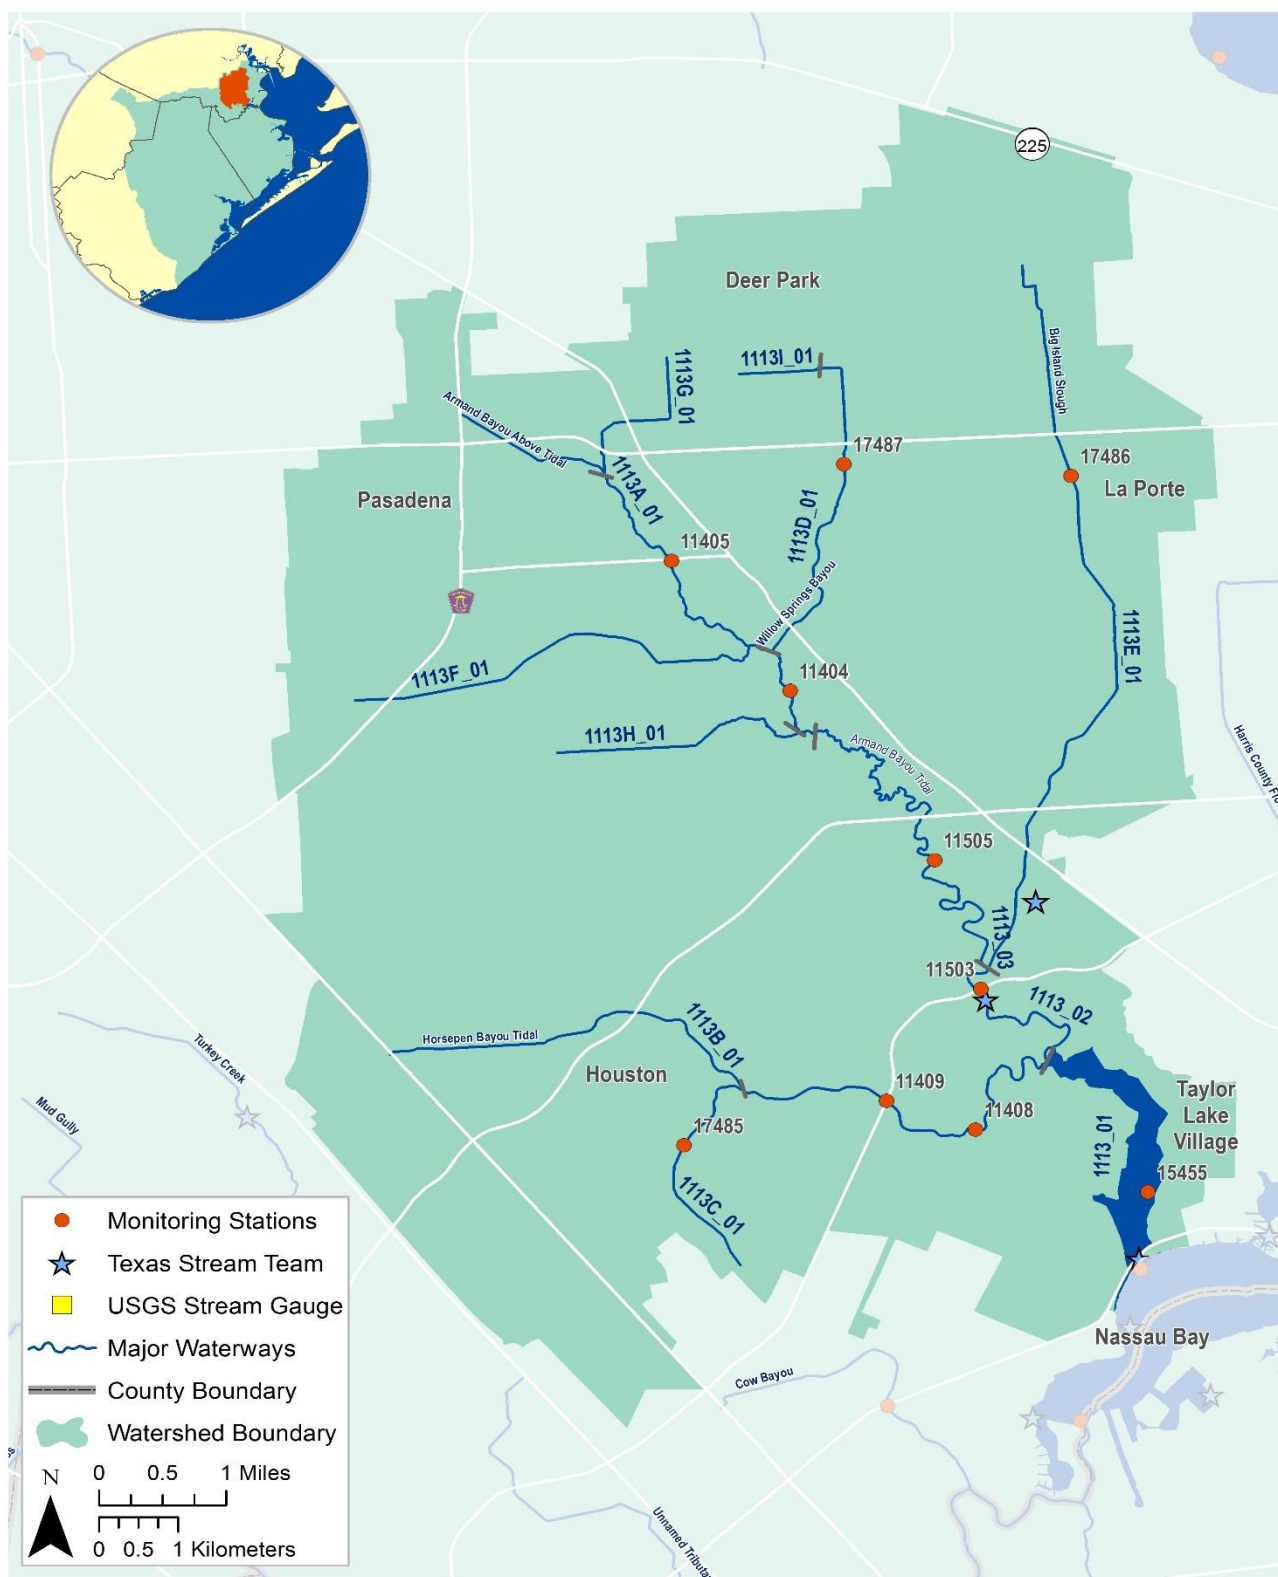 225
Deer Park
Big Island Slough
1113I_01
1113G_01
Armand Bayou Above Tidal
17487
17486
La Porte
Pasadena
1113A_01
1113D_01
11405
Willow Springs Bayou
1113E_01
1113F_01
11404
1113H_01
Armand Bayou Tidal
Harris County Flo
11505
1113_03
11503
1113_02
1113B_01
Horsepen Bayou Tidal
Turkey Creek
Houston
Mud Gully
11409
11408
Taylor
Lake
Village
17485
1113_01
15455
1113C_01
Nassau Bay
Cow Bayou
Unnamed Tributa
Monitoring Stations
Texas Stream Team
USGS Stream Gauge
Major Waterways
County Boundary
Watershed Boundary
N
0 0.5 1 Miles
0 0.5 1 Kilometers